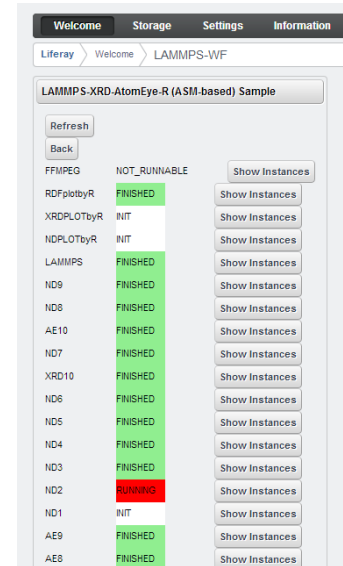 Welcome Storage Settings Information
Liferay Welcome LAMMPS-WF
LAMMPS-XRD-AtomEye-R (ASM-based) Sample
Refresh
Back
FFMPEG NOT_RUNNABLE Show Instances
RDFplotbyR FINISHED Show Instances
XRDPLOTbyR INIT Show Instances
NDPLOTbyR INIT Show Instances
LAMMPS FINISHED Show Instances
ND9 FINISHED Show Instances
ND8 FINISHED Show Instances
AE10 FINISHED Show Instances
ND7 FINISHED Show Instances
XRD10 FINISHED Show Instances
ND6 FINISHED Show Instances
ND5 FINISHED Show Instances
ND4 FINISHED Show Instances
ND3 FINISHED Show Instances
ND2 RUNNING Show Instances
ND1 INIT Show Instances
AE9 FINISHED Show Instances
AE8 FINISHED Show Instances